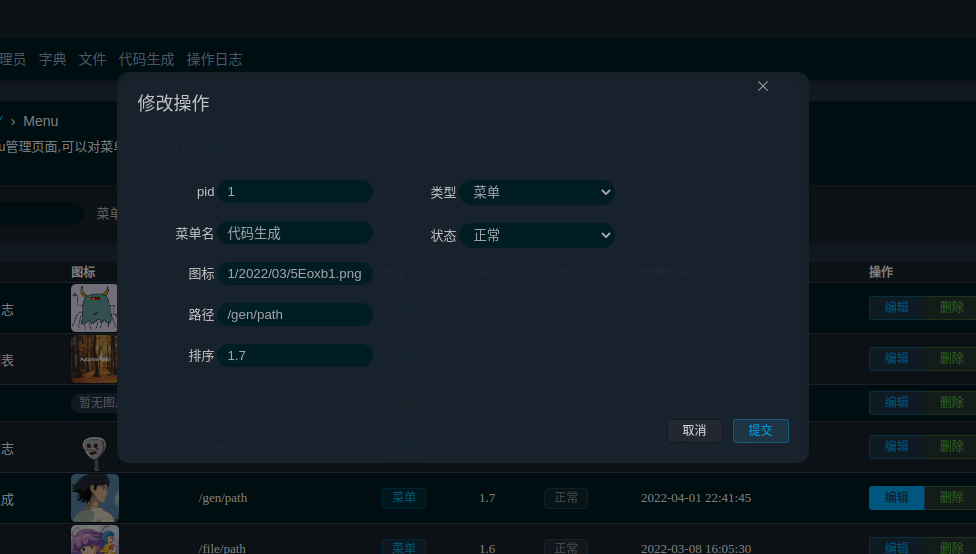 理员 字典 文件 代码生成 操作日志
修改操作
› Menu
u管理页面,可以对菜单
pid 1 类型 菜单
菜单
菜单名 代码生成 状态 正常
图标 操作
图标 1/2022/03/5Eoxb1.png
志 编辑 删除
路径 /gen/path
排序 1.7
表 编辑 删除
暂无图 编辑 删除
取消 提交
志 编辑 删除
成 /gen/path 菜单 1.7 正常 2022-04-01 22:41:45 编辑 删除
/file/path 菜单 1.6 正常 2022-03-08 16:05:30 编辑 删除